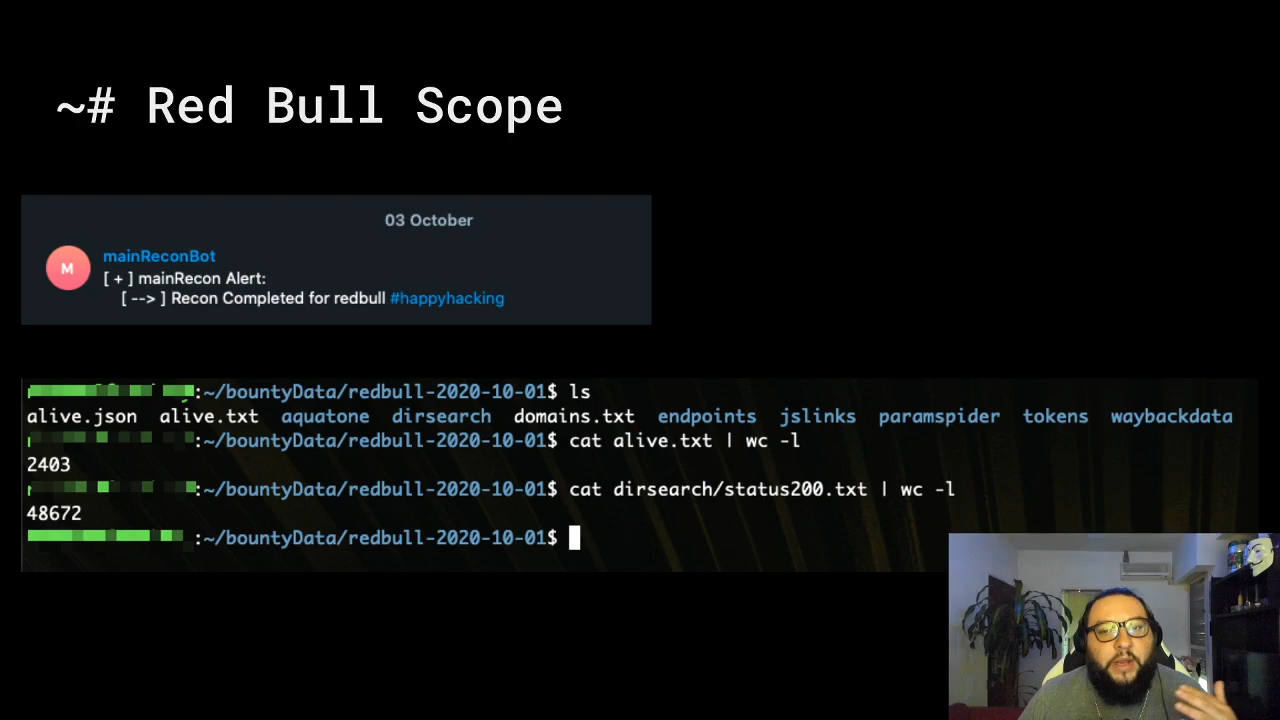 ~# Red Bull Scope
03 October
M
mainReconBot
[ + ] mainRecon Alert:
[ --> ] Recon Completed for redbull #happyhacking
:~/bountyData/redbull-2020-10-01$ ls
alive.json alive.txt aquatone dirsearch domains.txt endpoints jslinks paramspider tokens waybackdata
:~/bountyData/redbull-2020-10-01$ cat alive.txt | wc -l
2403
:~/bountyData/redbull-2020-10-01$ cat dirsearch/status200.txt | wc -l
48672
:~/bountyData/redbull-2020-10-01$